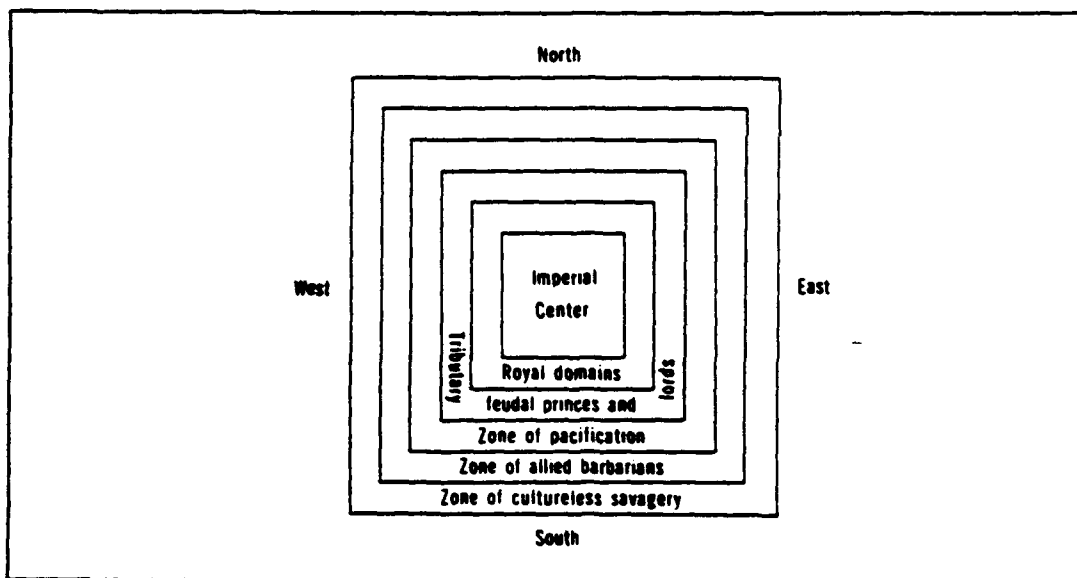 North
West
East
Imperial
Center
Royal domains
Tributary
feudal princes and
lords
Zone of pacification
Zone of allied barbarians
Zone of cultureless savagery
South